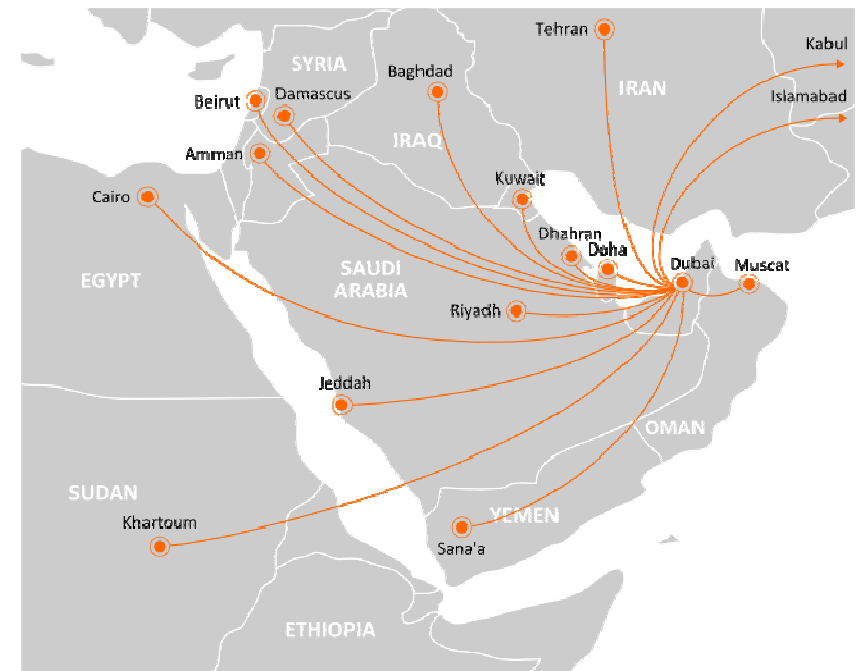 Tehran
Kabul
SYRIA
Baghdad
IRAN
Islamabad
Beirut
Damascus
IRAQ
Amman
Kuwait
Cairo
Dhahran
Doha
Dubai
Muscat
EGYPT
SAUDI
ARABIA
Riyadh
Jeddah
OMAN
SUDAN
Khartoum
YEMEN
Sana'a
ETHIOPIA